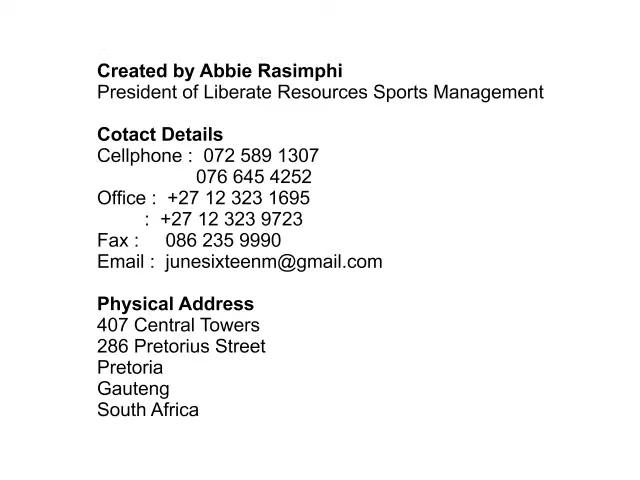 Created by Abbie Rasimphi
President of Liberate Resources Sports Management
Cotact Details
Cellphone : 072 589 1307
076 645 4252
Office : +27 12 323 1695
: +27 12 323 9723
Fax : 086 235 9990
Email : junesixteenm@gmail.com
Physical Address
407 Central Towers
286 Pretorius Street
Pretoria
Gauteng
South Africa